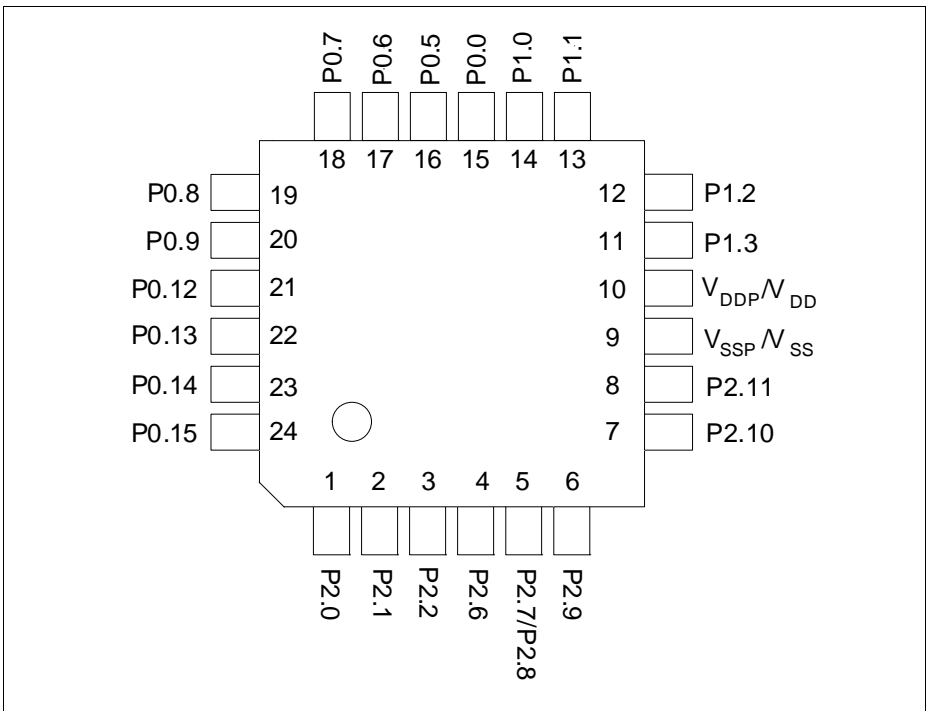 P0.7 P0.6 P0.5 P0.0 P1.0 P1.1
18 17 16 15 14 13
P0.8 19 12 P1.2
P0.9 20 11 P1.3
P0.12 21 10 VDDP/VDD
P0.13 22 9 VSSP/VSS
P0.14 23 8 P2.11
P0.15 24 7 P2.10
1 2 3 4 5 6
P2.0 P2.1 P2.2 P2.6 P2.7/P2.8 P2.9